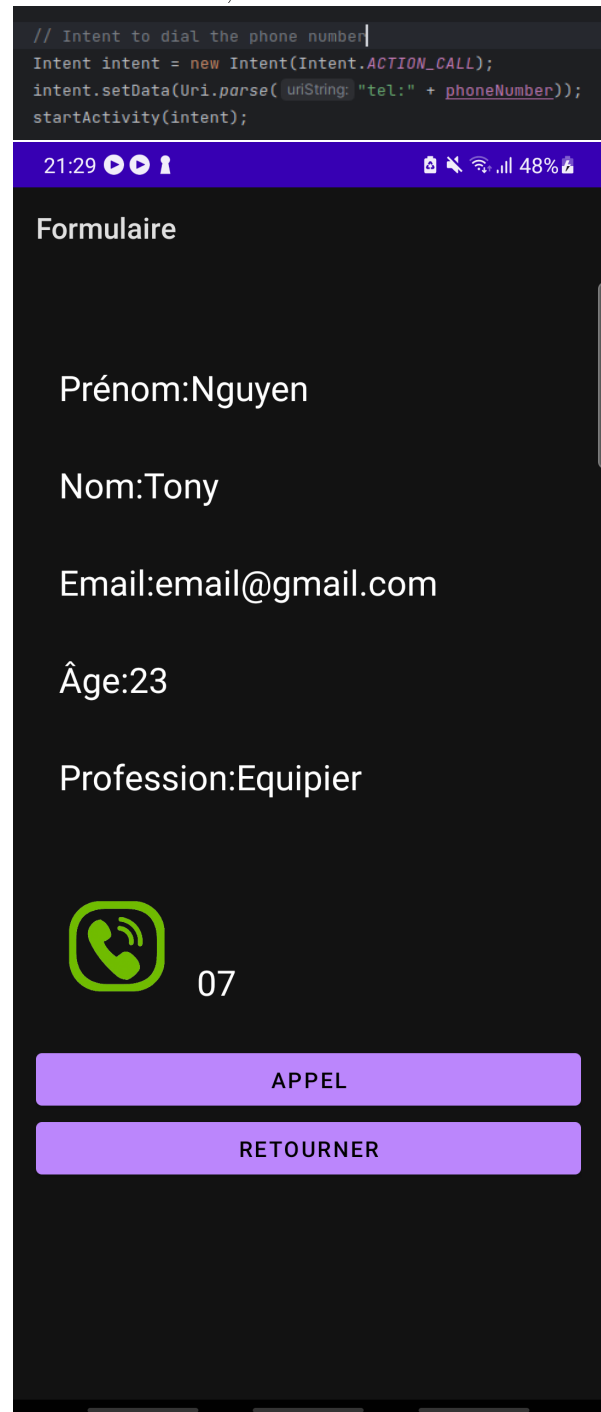 // Intent to dial the phone number
Intent intent = new Intent(Intent.ACTION_CALL);
intent.setData(Uri.parse( uriString: "tel:" + phoneNumber));
startActivity(intent);
21:29 48%
Formulaire
Prénom:Nguyen
Nom:Tony
Email:email@gmail.com
Âge:23
Profession:Equipier
07
APPEL
RETOURNER